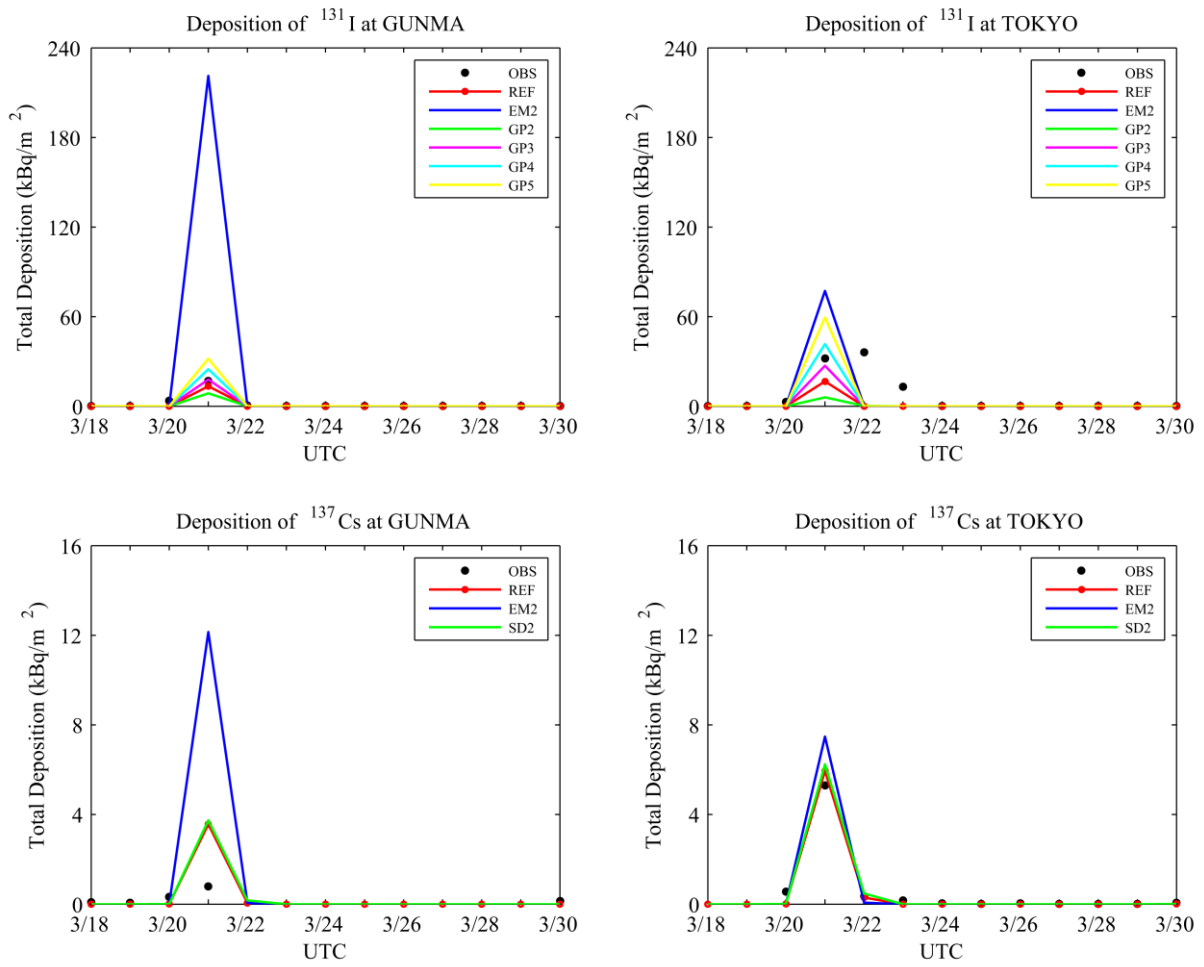 Deposition of ¹³¹I at GUNMA
Total Deposition (kBq/m ²)
240
180
120
60
0
OBS
REF
EM2
GP2
GP3
GP4
GP5
3/18 3/20 3/22 3/24 3/26 3/28 3/30
UTC
Deposition of ¹³¹I at TOKYO
Total Deposition (kBq/m ²)
240
180
120
60
0
OBS
REF
EM2
GP2
GP3
GP4
GP5
3/18 3/20 3/22 3/24 3/26 3/28 3/30
UTC
Deposition of ¹³⁷Cs at GUNMA
Total Deposition (kBq/m ²)
16
12
8
4
0
OBS
REF
EM2
SD2
3/18 3/20 3/22 3/24 3/26 3/28 3/30
UTC
Deposition of ¹³⁷Cs at TOKYO
Total Deposition (kBq/m ²)
16
12
8
4
0
OBS
REF
EM2
SD2
3/18 3/20 3/22 3/24 3/26 3/28 3/30
UTC